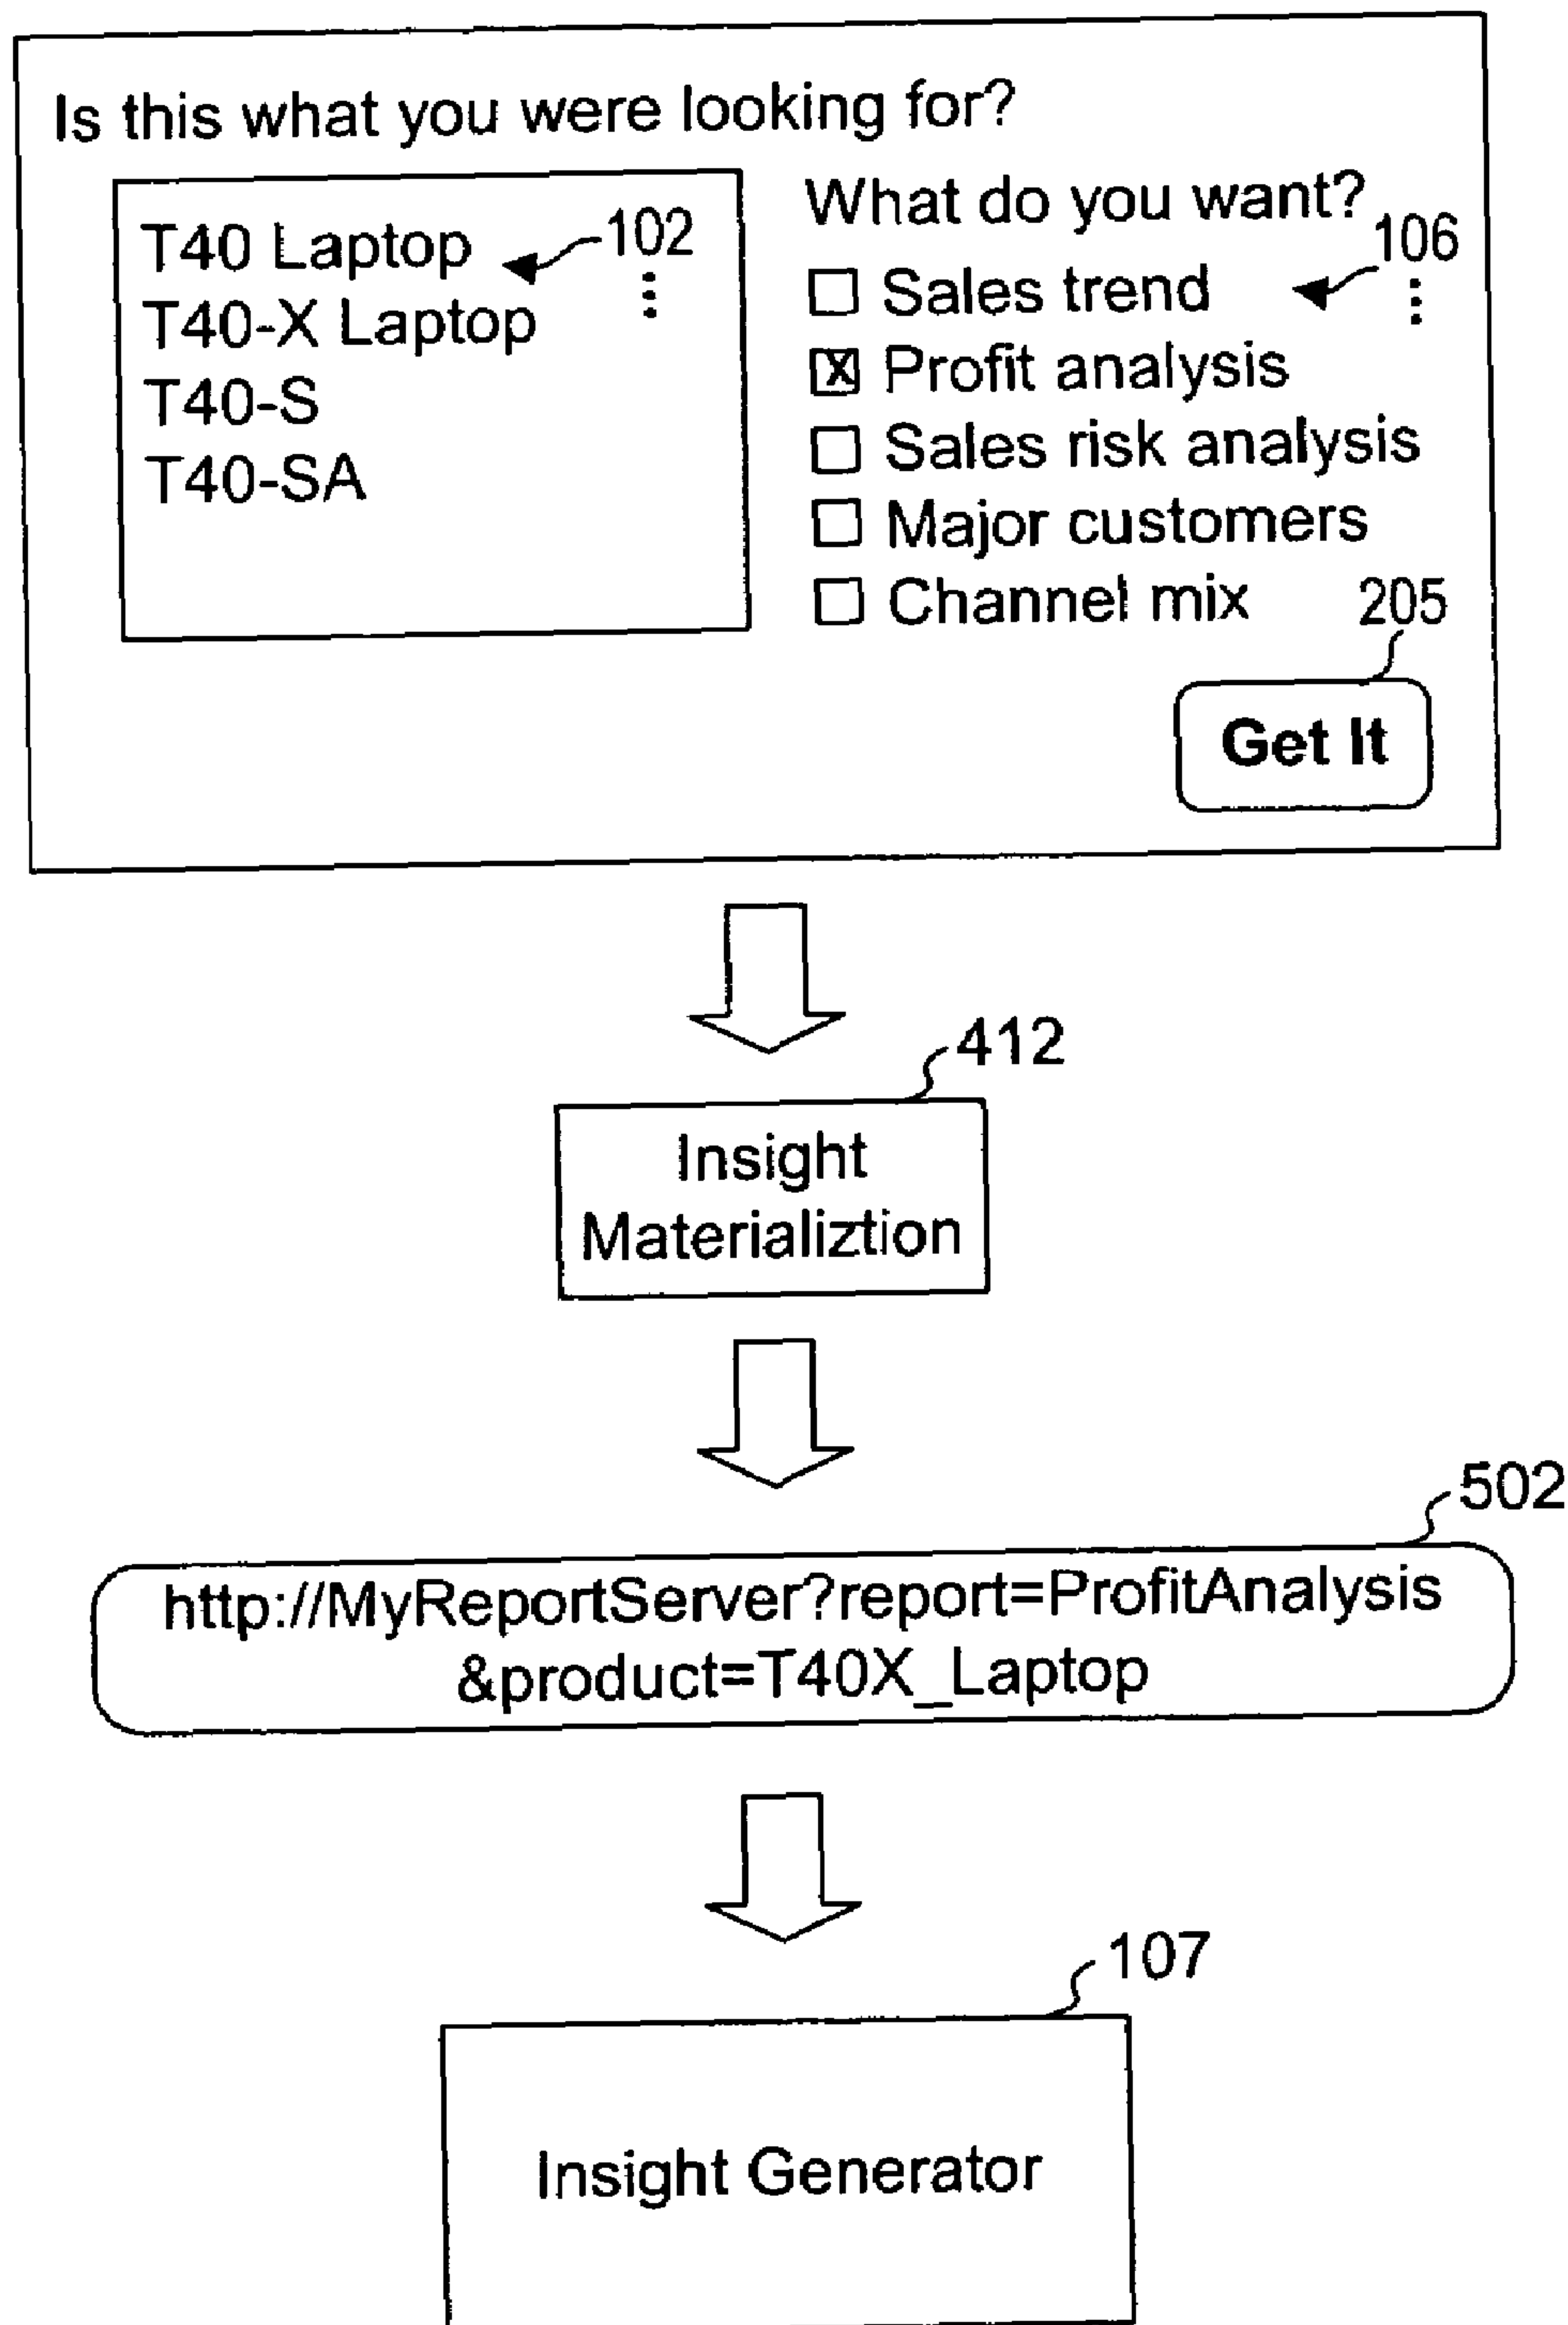 Is this what you were looking for?
T40 Laptop
102
T40-X Laptop
T40-S
T40-SA
What do you want?
106
Sales trend
Profit analysis
Sales risk analysis
Major customers
Channel mix
205
Get It
412
Insight
Materializtion
502
http://MyReportServer?report=ProfitAnalysis
&product=T40X_Laptop
107
Insight Generator